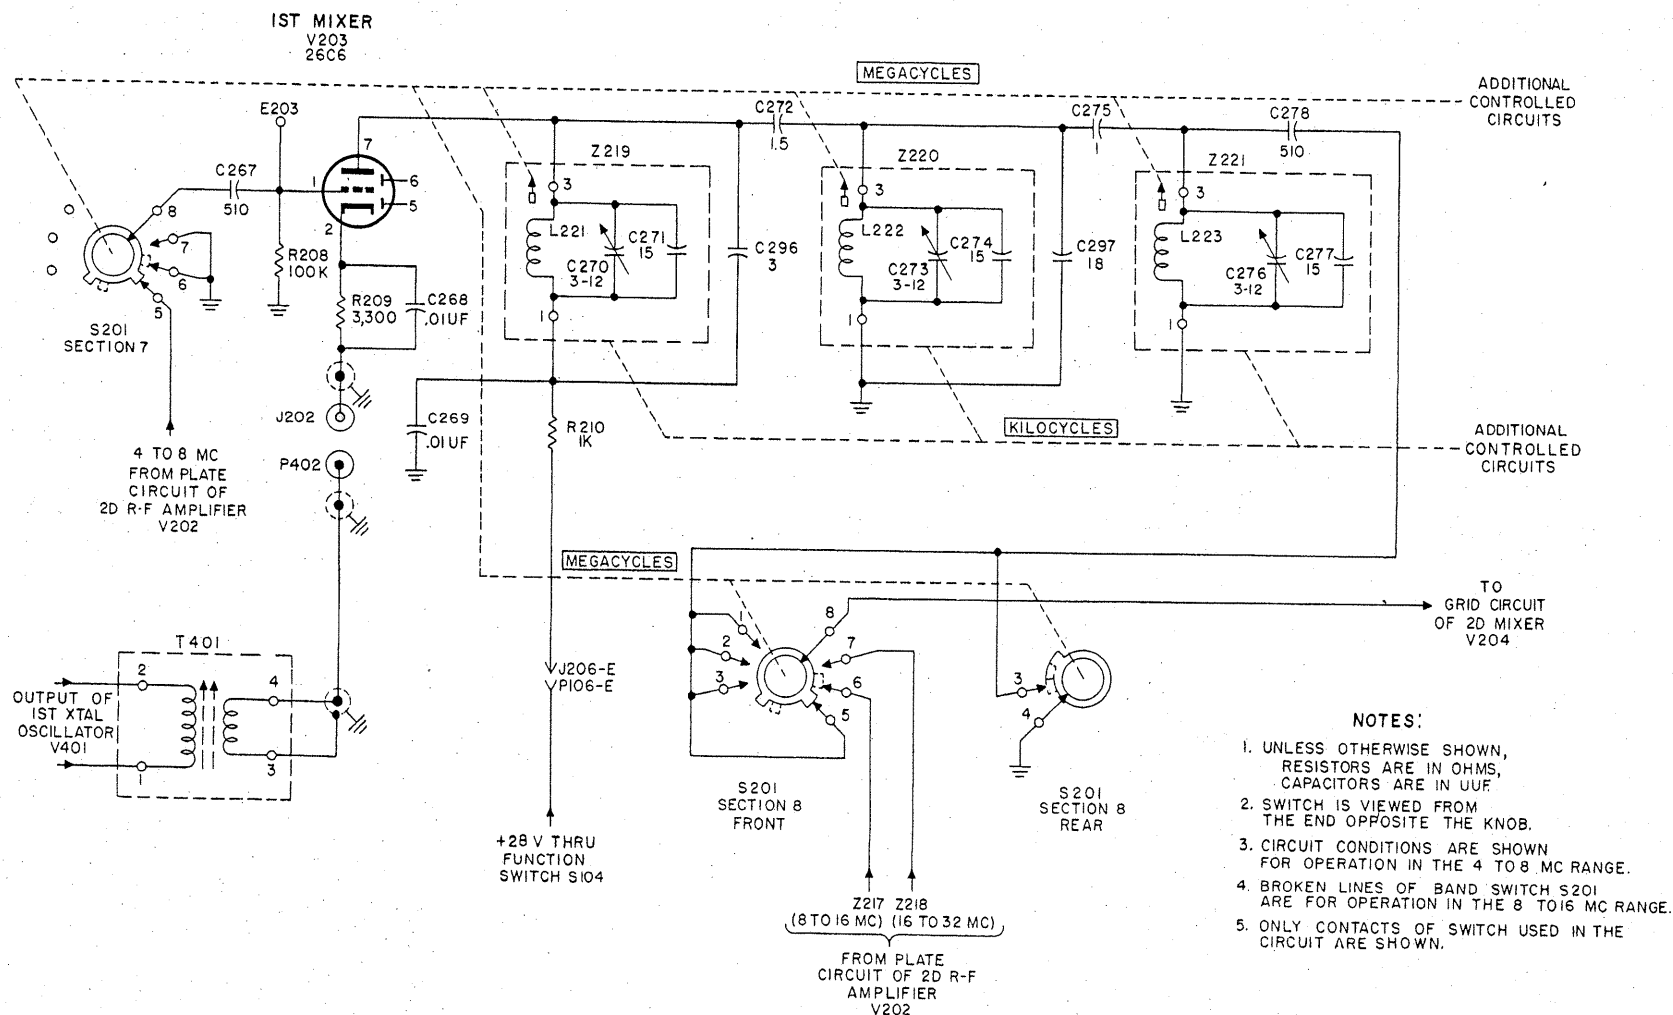 1ST MIXER
V203
26C6
MEGACYCLES
ADDITIONAL
CONTROLLED
CIRCUITS
E203
7
C267
510
1
6
5
2
8
7
6
5
R208
100K
S201
SECTION 7
4 TO 8 MC
FROM PLATE
CIRCUIT OF
2D R-F AMPLIFIER
V202
R209
3,300
C268
.01UF
J202
P402
C269
.01UF
Z219
3
L221
C270
3-12
C271
15
1
C296
3
R210
1K
C272
1.5
Z220
3
L222
C273
3-12
C274
15
1
C297
18
C275
1
C278
510
Z221
3
L223
C276
3-12
C277
15
1
KILOCYCLES
ADDITIONAL
CONTROLLED
CIRCUITS
MEGACYCLES
TO
GRID CIRCUIT
OF 2D MIXER
V204
T401
2
4
OUTPUT OF
1ST XTAL
OSCILLATOR
V401
1
3
J206-E
P106-E
+28 V THRU
FUNCTION
SWITCH S104
1
2
3
8
7
6
5
S201
SECTION 8
FRONT
3
4
S201
SECTION 8
REAR
Z217 Z218
(8 TO 16 MC) (16 TO 32 MC)
FROM PLATE
CIRCUIT OF 2D R-F
AMPLIFIER
V202
NOTES:
1. UNLESS OTHERWISE SHOWN,
RESISTORS ARE IN OHMS,
CAPACITORS ARE IN UUF.
2. SWITCH IS VIEWED FROM
THE END OPPOSITE THE KNOB.
3. CIRCUIT CONDITIONS ARE SHOWN
FOR OPERATION IN THE 4 TO 8 MC RANGE.
4. BROKEN LINES OF BAND SWITCH S201
ARE FOR OPERATION IN THE 8 TO 16 MC RANGE.
5. ONLY CONTACTS OF SWITCH USED IN THE
CIRCUIT ARE SHOWN.